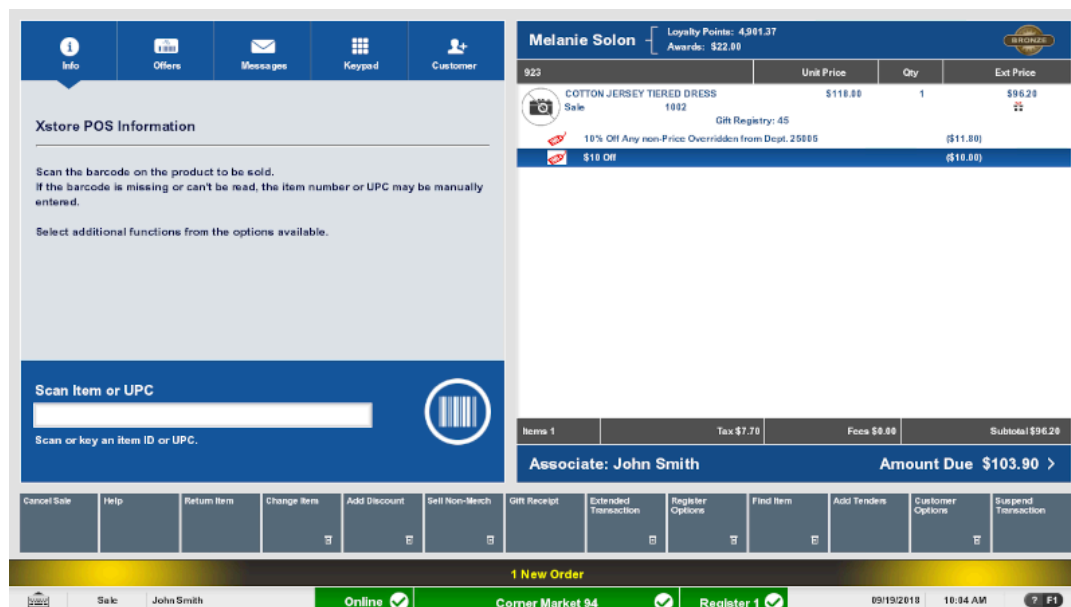 Info
Offers
Messages
Keypad
Customer
Xstore POS Information
Scan the barcode on the product to be sold.
If the barcode is missing or can't be read, the item number or UPC may be manually
entered.
Select additional functions from the options available.
Scan Item or UPC
Scan or key an item ID or UPC.
Melanie Solon
Loyalty Points: 4,901.37
Awards: $22.00
BRONZE
923 Unit Price Qty Ext Price
COTTON JERSEY TIERED DRESS $118.00 1 $96.20
Sale 1002
Gift Registry: 45
10% Off Any non-Price Overridden from Dept. 25005 ($11.80)
$10 Off ($10.00)
Items 1 Tax $7.70 Fees $0.00 Subtotal $96.20
Associate: John Smith Amount Due $103.90 >
Cancel Sale
Help
Return Item
Change Item
Add Discount
Sell Non-Merch
Gift Receipt
Extended
Transaction
Register
Options
Find Item
Add Tenders
Customer
Options
Suspend
Transaction
1 New Order
Sale John Smith Online Corner Market 94 Register 1 09/19/2018 10:04 AM ? F1